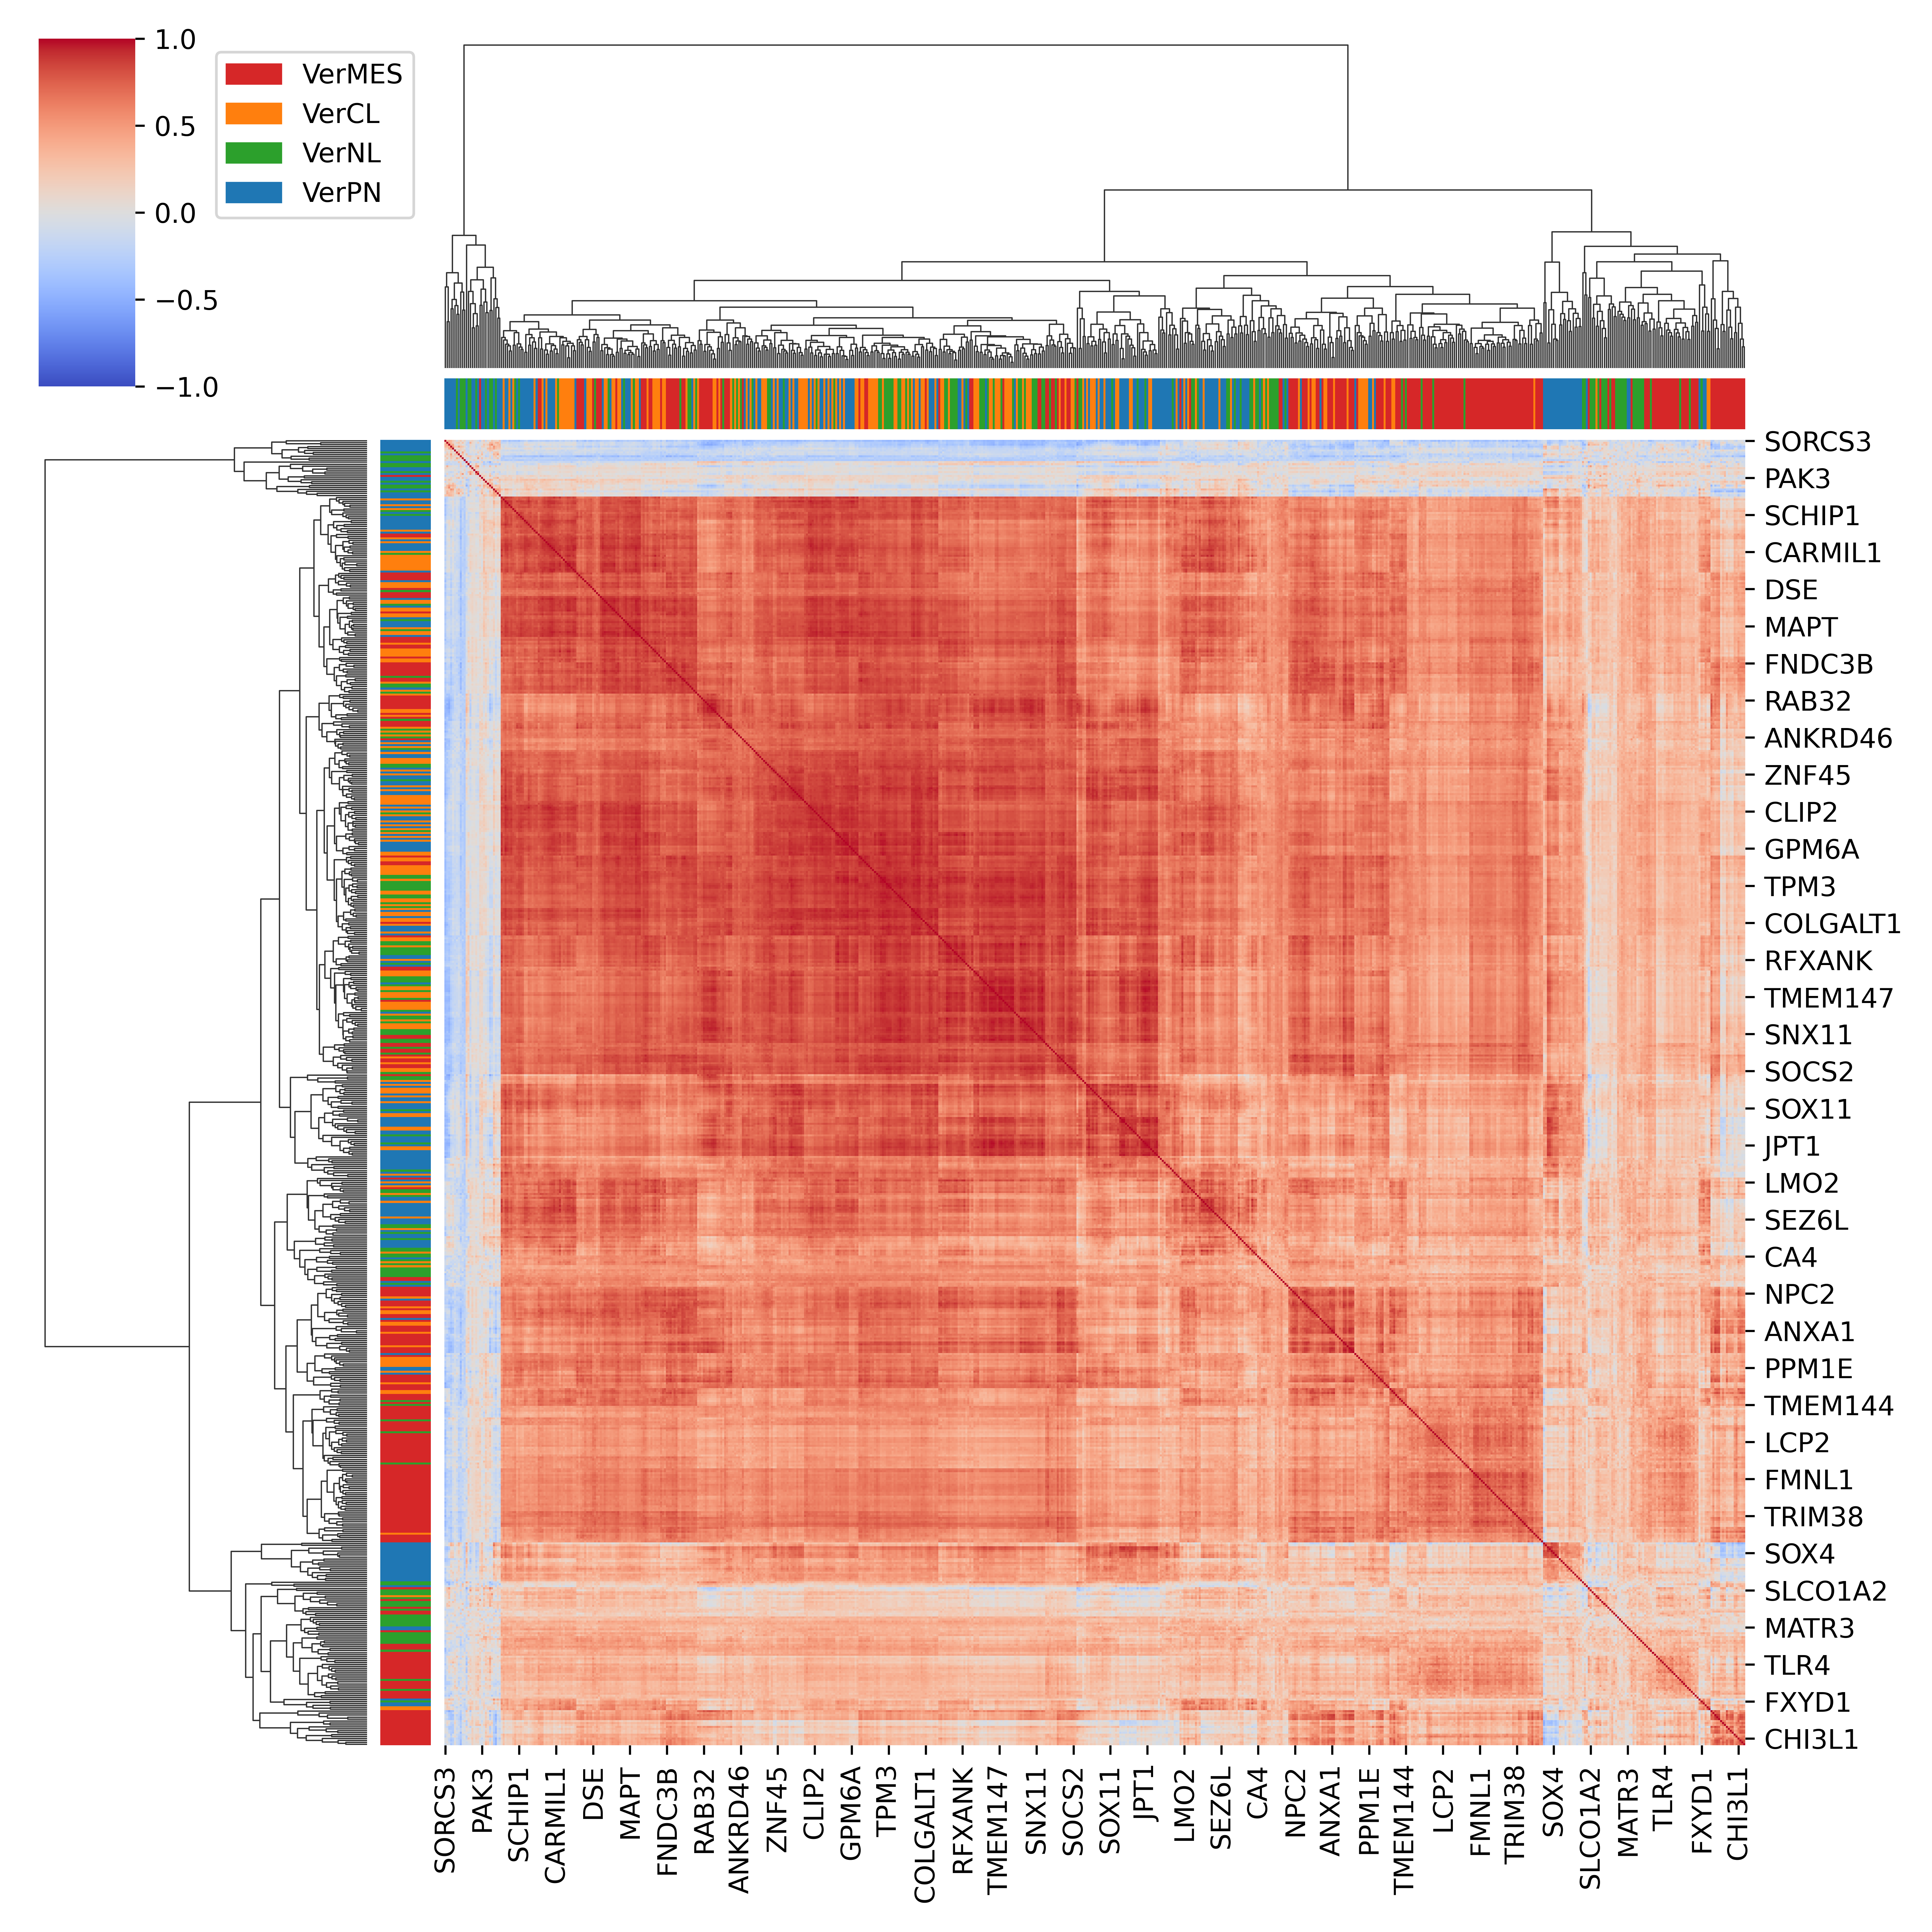 1.0
0.5
0.0
−0.5
−1.0
VerMES
VerCL
VerNL
VerPN
SORCS3
PAK3
SCHIP1
CARMIL1
DSE
MAPT
FNDC3B
RAB32
ANKRD46
ZNF45
CLIP2
GPM6A
TPM3
COLGALT1
RFXANK
TMEM147
SNX11
SOCS2
SOX11
JPT1
LMO2
SEZ6L
CA4
NPC2
ANXA1
PPM1E
TMEM144
LCP2
FMNL1
TRIM38
SOX4
SLCO1A2
MATR3
TLR4
FXYD1
CHI3L1
SORCS3
PAK3
SCHIP1
CARMIL1
DSE
MAPT
FNDC3B
RAB32
ANKRD46
ZNF45
CLIP2
GPM6A
TPM3
COLGALT1
RFXANK
TMEM147
SNX11
SOCS2
SOX11
JPT1
LMO2
SEZ6L
CA4
NPC2
ANXA1
PPM1E
TMEM144
LCP2
FMNL1
TRIM38
SOX4
SLCO1A2
MATR3
TLR4
FXYD1
CHI3L1